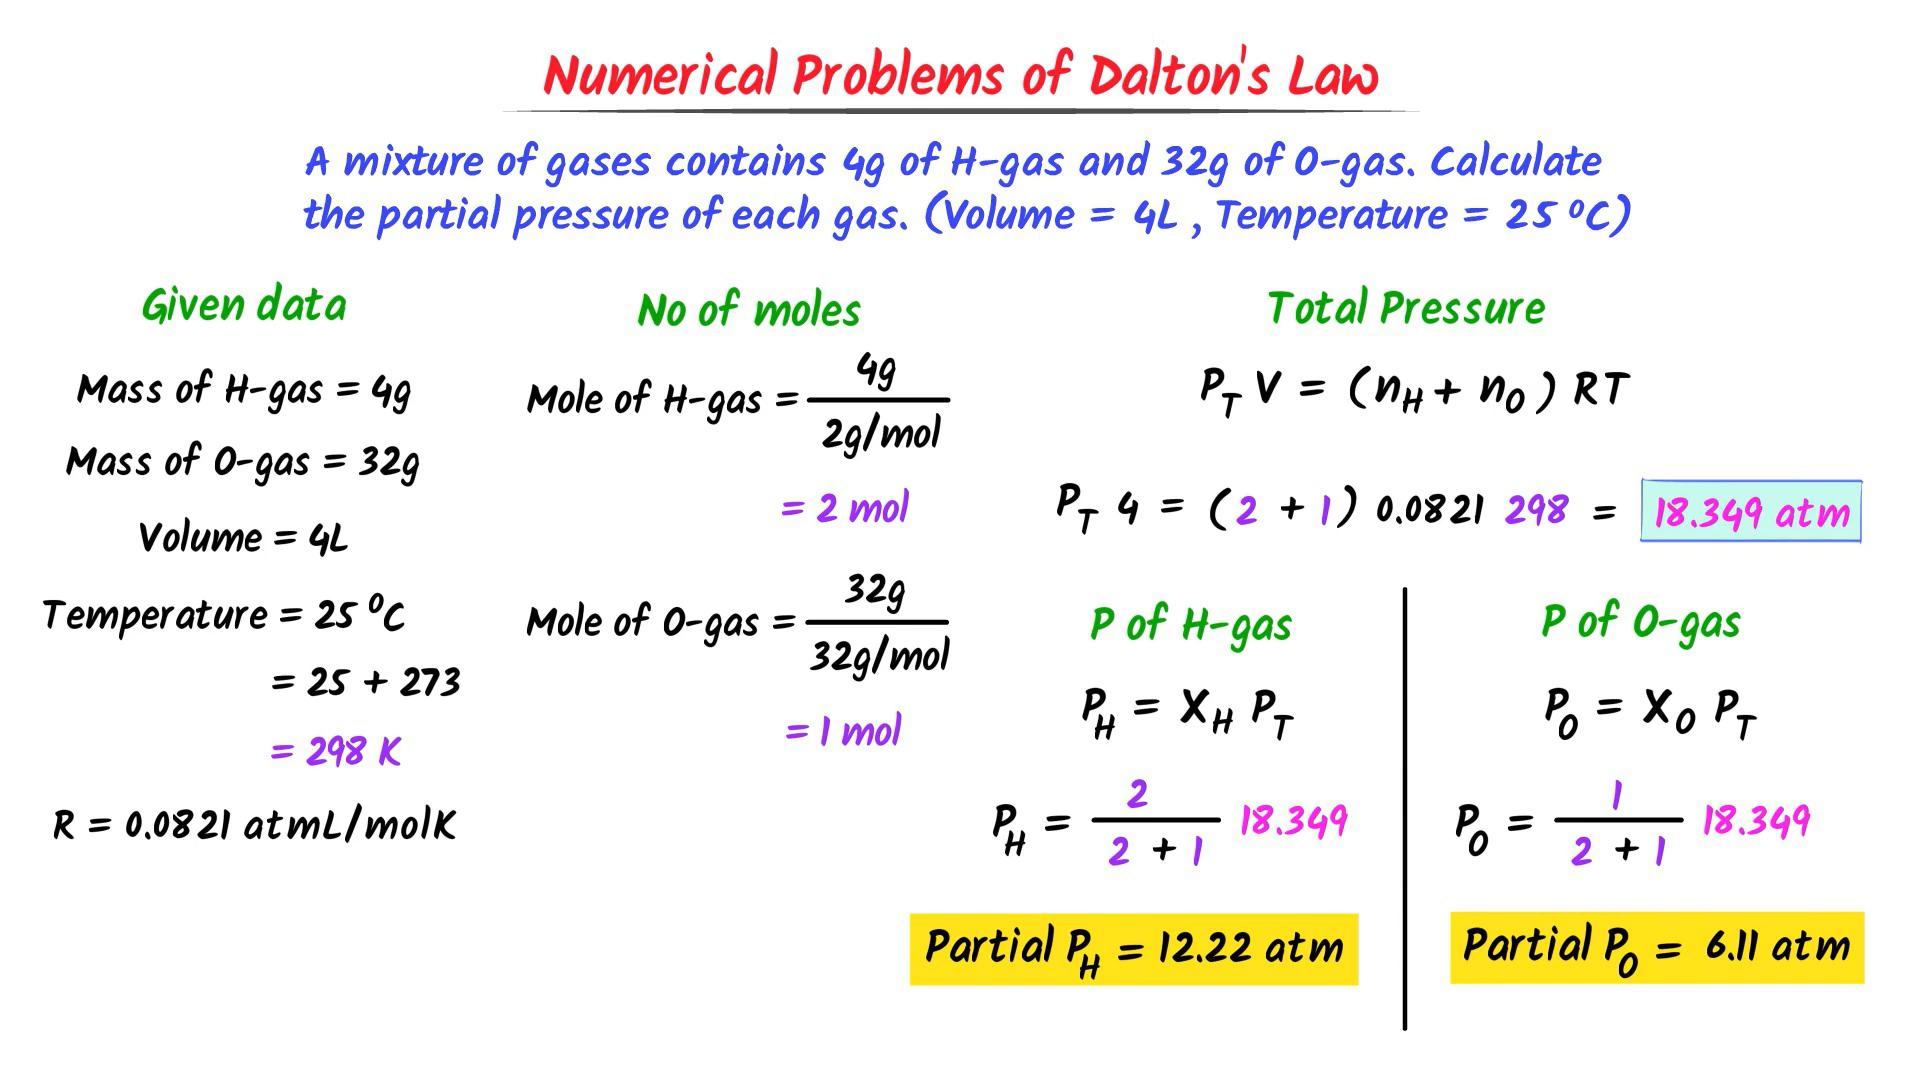 Numerical Problems of Dalton's Law
A mixture of gases contains 4g of H-gas and 32g of O-gas. Calculate
the partial pressure of each gas. (Volume = 4L , Temperature = 25 °C)
Given data
Mass of H-gas = 4g
Mass of O-gas = 32g
Volume = 4L
Temperature = 25 °C
= 25 + 273
= 298 K
R = 0.0821 atmL/molK
No of moles
Mole of H-gas = 4g / 2g/mol
= 2 mol
Mole of O-gas = 32g / 32g/mol
= 1 mol
Total Pressure
P_T V = (n_H + n_O) RT
P_T 4 = (2 + 1) 0.0821 298 = 18.349 atm
P of H-gas
P_H = X_H P_T
P_H = 2 / 2 + 1 18.349
Partial P_H = 12.22 atm
P of O-gas
P_O = X_O P_T
P_O = 1 / 2 + 1 18.349
Partial P_O = 6.11 atm